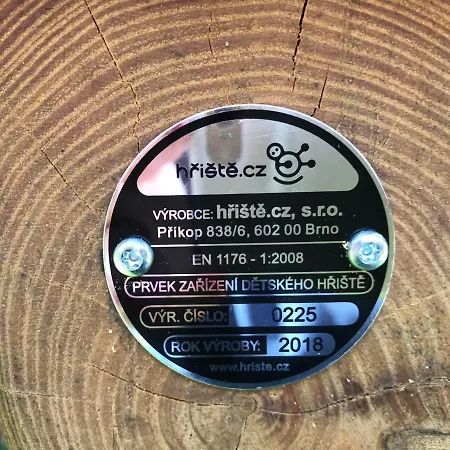 hřiště.cz
VÝROBCE: hřiště.cz, s.r.o.
Příkop 838/6, 602 00 Brno
EN 1176 - 1:2008
PRVEK ZAŘÍZENÍ DĚTSKÉHO HŘIŠTĚ
VÝR. ČÍSLO: 0225
ROK VÝROBY: 2018
www.hriste.cz